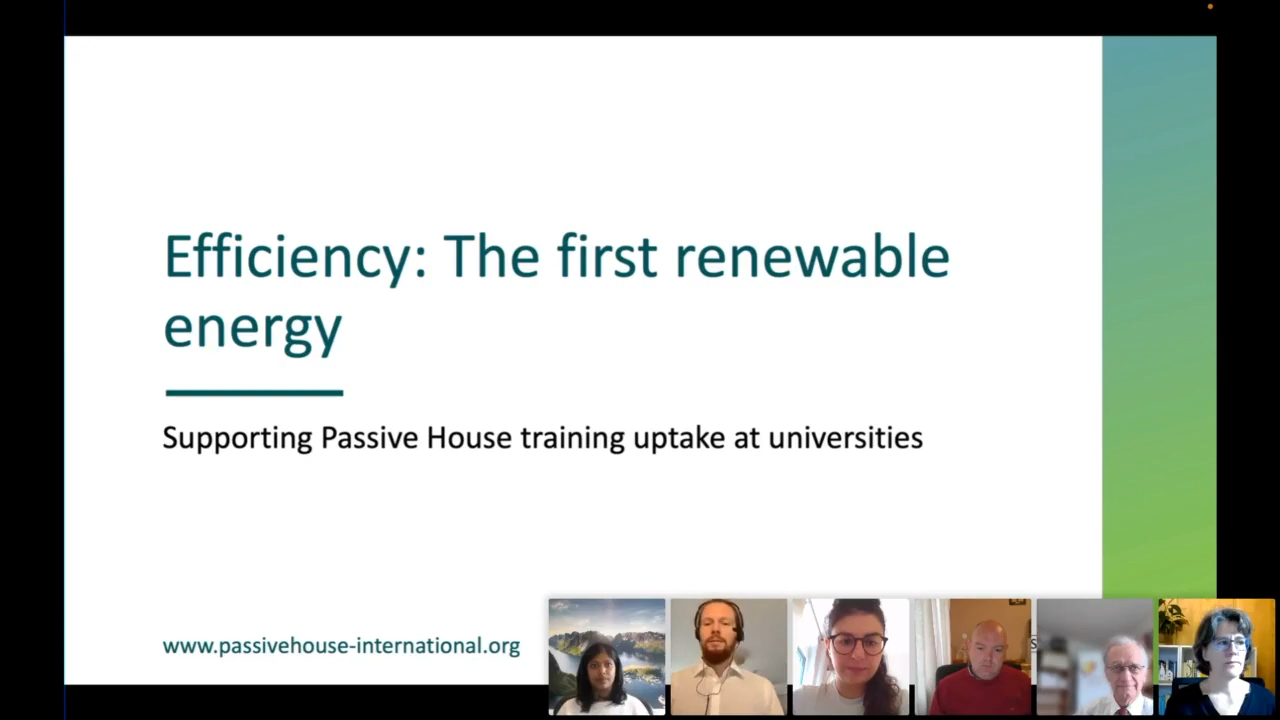 Efficiency: The first renewable
energy
Supporting Passive House training uptake at universities
www.passivehouse-international.org